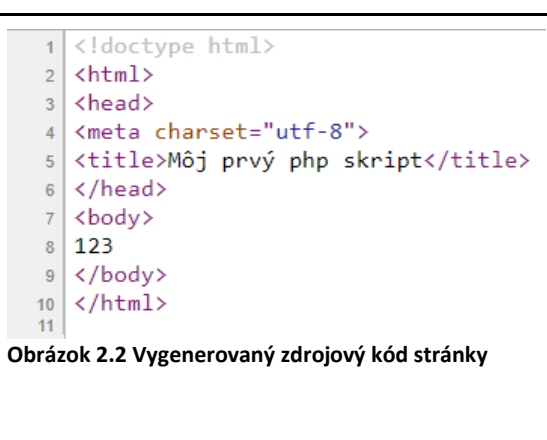 1 <!doctype html>
2 <html>
3 <head>
4 <meta charset="utf-8">
5 <title>Môj prvý php skript</title>
6 </head>
7 <body>
8 123
9 </body>
10 </html>
11
Obrázok 2.2 Vygenerovaný zdrojový kód stránky